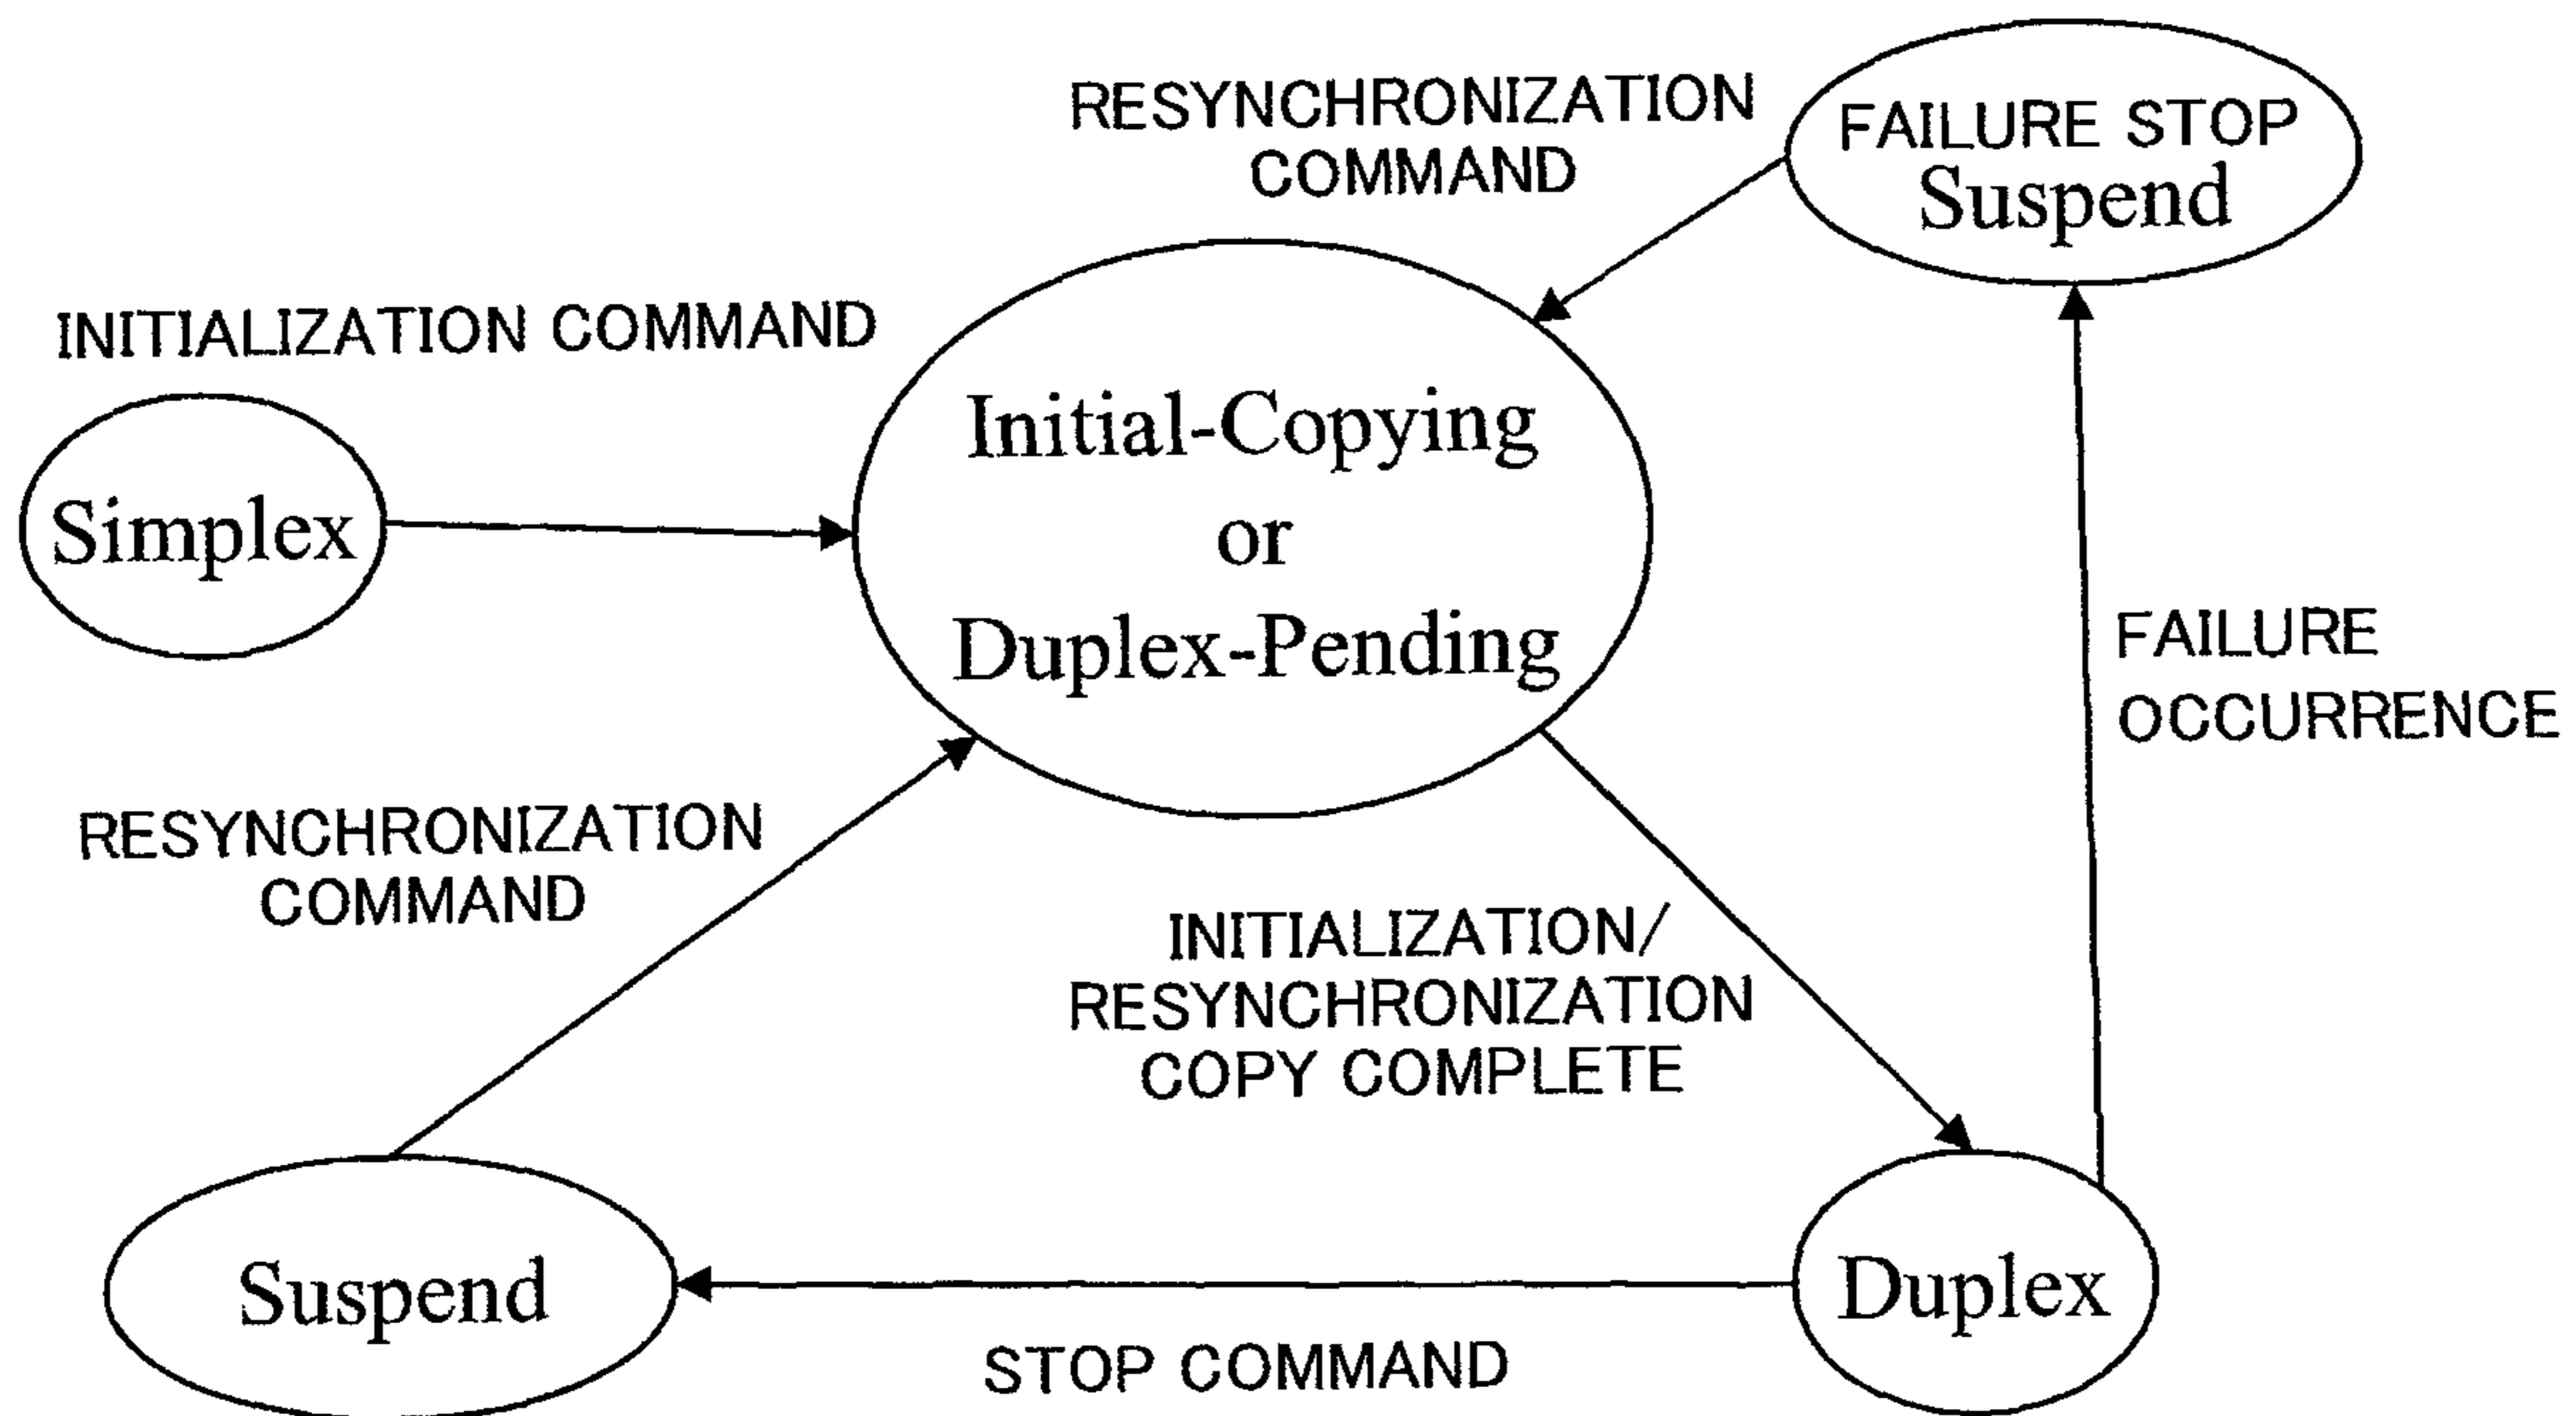 RESYNCHRONIZATION
COMMAND
FAILURE STOP
Suspend
INITIALIZATION COMMAND
Simplex
Initial-Copying
or
Duplex-Pending
FAILURE
OCCURRENCE
RESYNCHRONIZATION
COMMAND
INITIALIZATION/
RESYNCHRONIZATION
COPY COMPLETE
Suspend
Duplex
STOP COMMAND